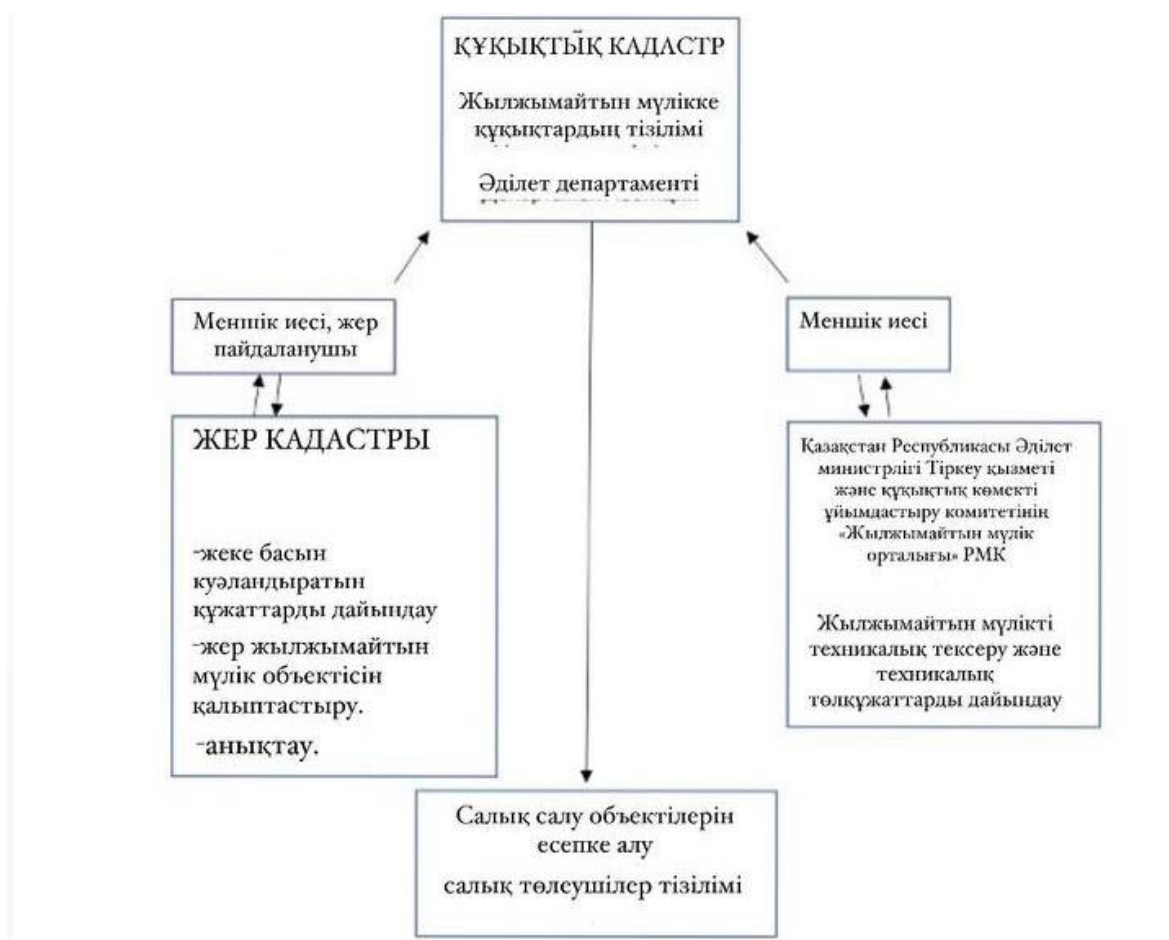 ҚҰҚЫҚТЫҚ КАДАСТР
Жылжымайтын мүлікке
құқықтардың тізілімі
Әділет департаменті
Меншік иесі, жер
пайдаланушы
Меншік иесі
ЖЕР КАДАСТРЫ
-жеке басын
куәландыратын
құжаттарды дайындау
-жер жылжымайтын
мүлік объектісін
қалыптастыру.
-анықтау.
Қазақстан Республикасы Әділет
министрлігі Тіркеу қызметі
және құқықтық көмекті
ұйымдастыру комитетінің
«Жылжымайтын мүлік
орталығы» РМК
Жылжымайтын мүлікті
техникалық тексеру және
техникалық
төлқұжаттарды дайындау
Салық салу объектілерін
есепке алу
салық төлеушілер тізілімі